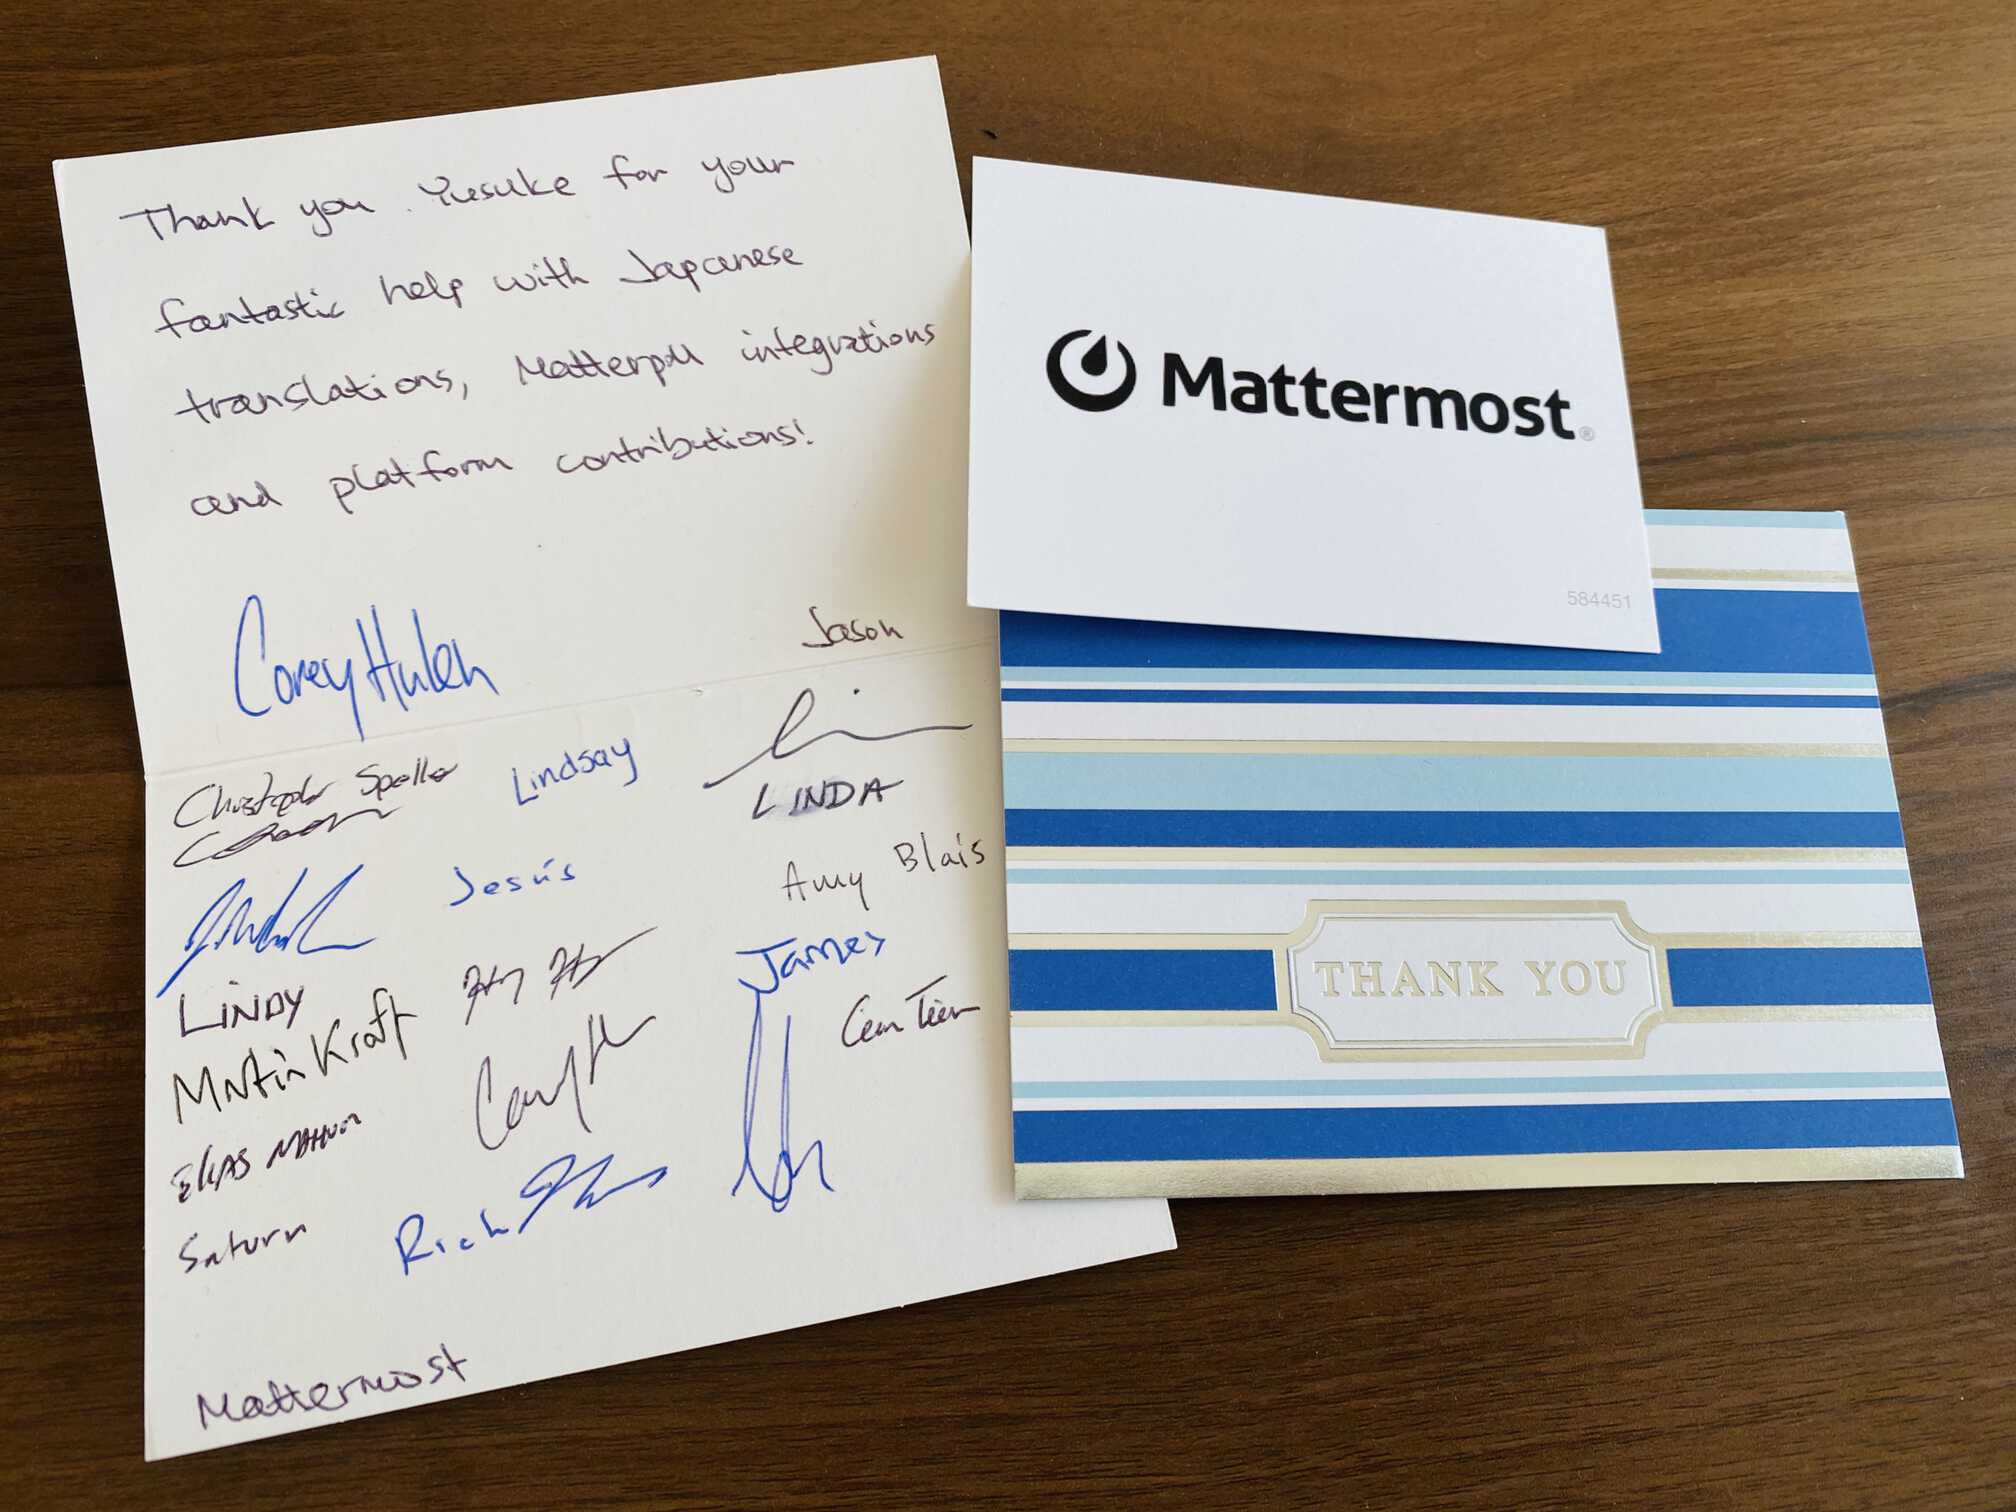 Thank you Yusuke for your
fantastic help with Japanese
translations, Matterpoll integrations
and platform contributions!
Corey Hulen
Jason
Christopher Speller
Lindsay
LINDA
Jesús
Amy Blais
LINDY
James
Martin Kraft
ELIAS NAHUM
Saturn
Rich
Mattermost
Mattermost®
584451
THANK YOU